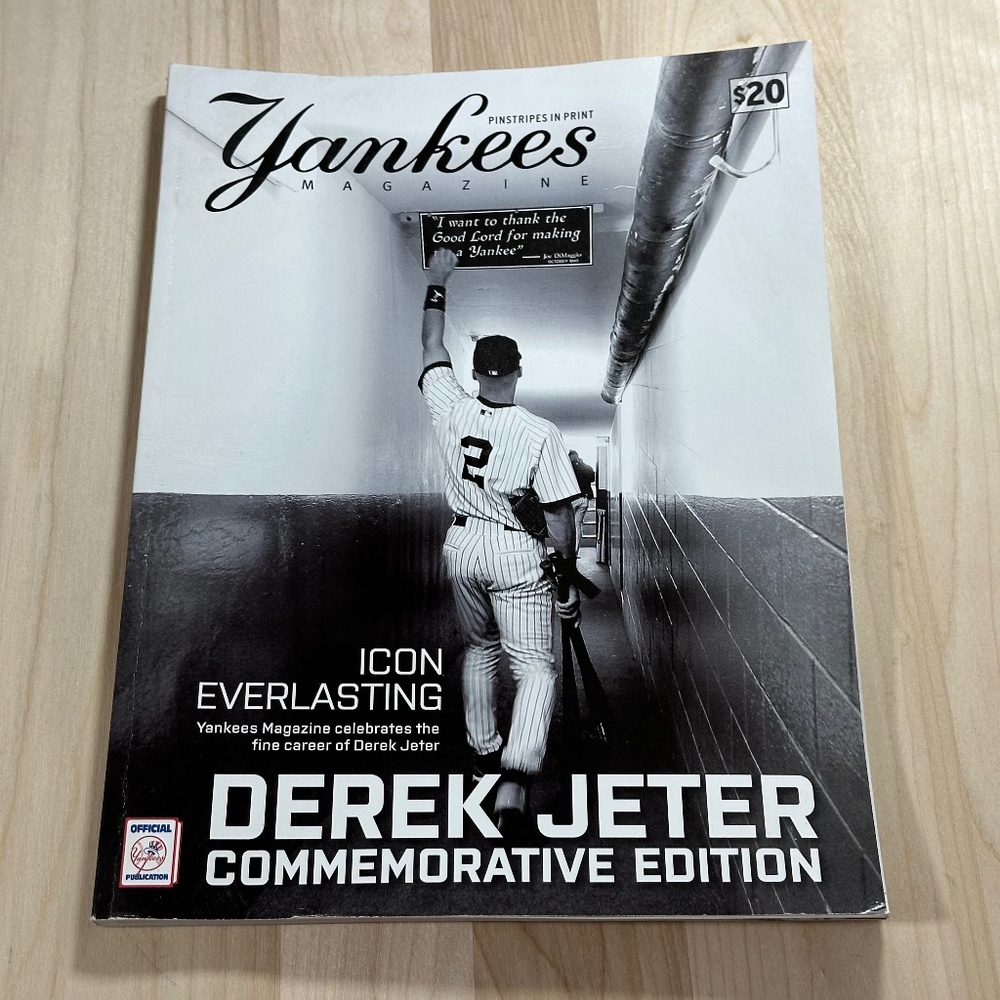 $20
PINSTRIPES IN PRINT
Yankees
MAGAZINE
"I want to thank the
Good Lord for making
a Yankee" — Joe DiMaggio
2
ICON
EVERLASTING
Yankees Magazine celebrates the
fine career of Derek Jeter
DEREK JETER
COMMEMORATIVE EDITION
OFFICIAL
Yankees
PUBLICATION